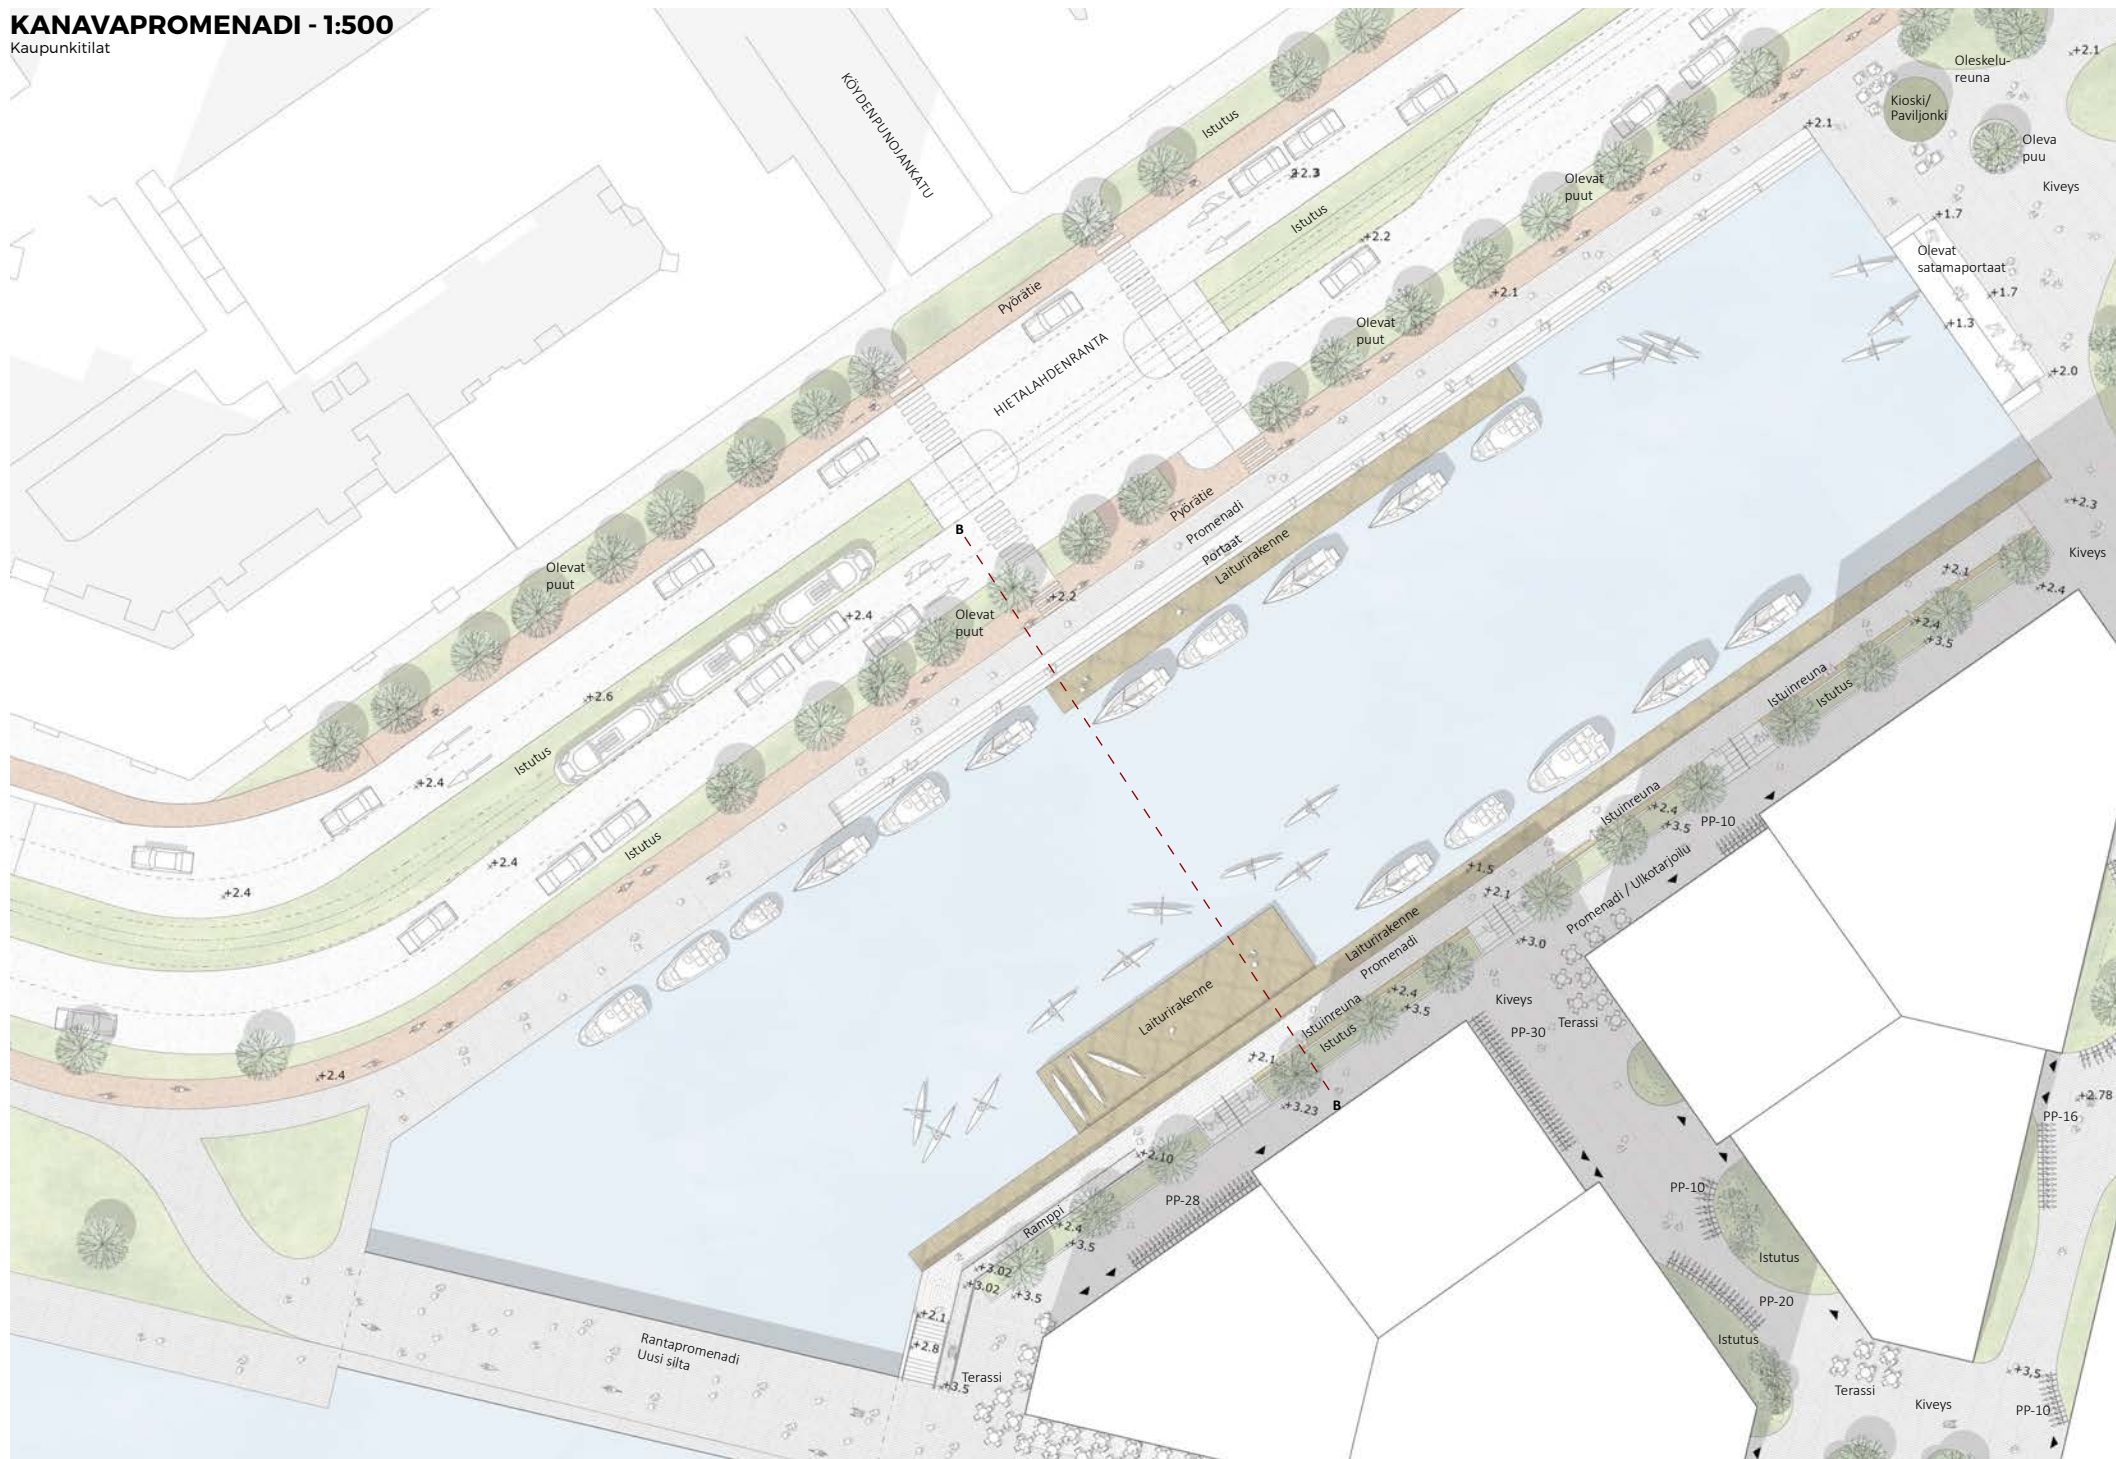 KANAVAPROMENADI - 1:500
Kaupunkitilat
KÖYDENPUNOJANKATU
Istutus
Oleskelu-
reuna
+2.1
Kioski/
Paviljonki
+2.1
Oleva
puu
Kiveys
+2.3
Olevat
puut
Istutus
+2.2
+1.7
Olevat
satamaportaat
+1.7
+1.3
+2.0
Pyörätie
+2.1
Olevat
puut
HIETALAHDENRANTA
+2.3
Kiveys
Pyörätie
Promenadi
Portaat
Laiturirakenne
B
Olevat
puut
+2.2
+2.4
Olevat
puut
+2.1
+2.4
+2.4
+3.5
+2.6
Istuinreuna
Istutus
Istutus
+2.4
Istuinreuna
+2.4
+3.5
PP-10
Istutus
+2.4
+2.4
+1.5
+2.1
Promenadi / Ulkotarjoilu
Laiturirakenne
Promenadi
+3.0
+2.4
+3.5
Kiveys
Terassi
PP-30
Laiturirakenne
Istuinreuna
Istutus
+2.1
+2.4
+3.23
B
+2.78
PP-16
+2.10
PP-28
PP-10
Ramppi
+2.4
+3.5
Istutus
+3.02
+3.02
+3.5
PP-20
+2.1
+2.8
Istutus
Rantapromenadi
Uusi silta
+3.5
Terassi
+3,5
Terassi
Kiveys
PP-10